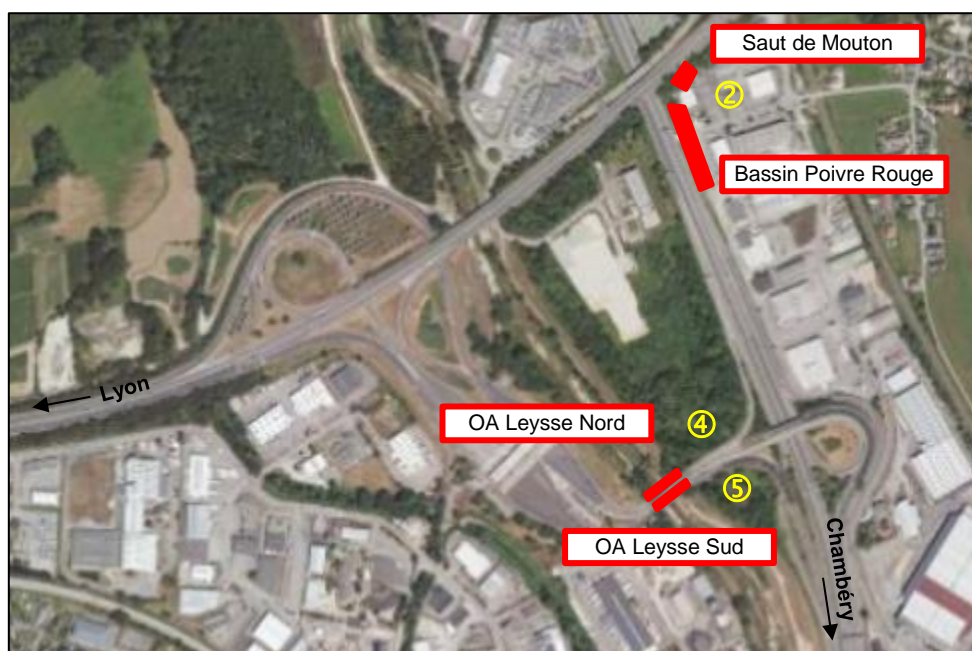 Saut de Mouton
②
Bassin Poivre Rouge
Lyon
OA Leysse Nord
④
⑤
OA Leysse Sud
Chambéry